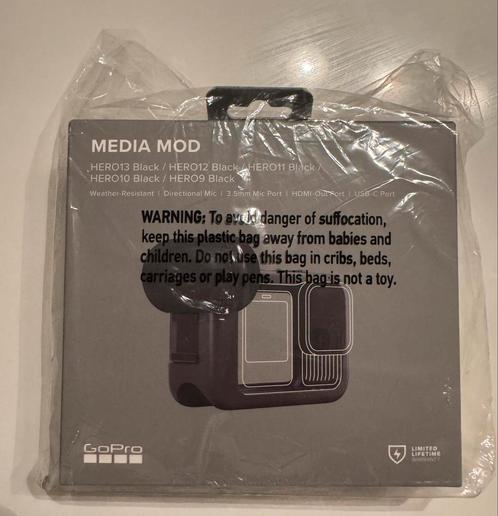 MEDIA MOD
HERO13 Black / HERO12 Black / HERO11 Black /
HERO10 Black / HERO9 Black
Weather-Resistant | Directional Mic | 3.5mm Mic Port | HDMI-Out Port | USB-C Port
WARNING: To avoid danger of suffocation,
keep this plastic bag away from babies and
children. Do not use this bag in cribs, beds,
carriages or play pens. This bag is not a toy.
GoPro
LIMITED
LIFETIME
WARRANTY